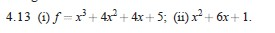 4.13 (i) f = x³ + 4x² + 4x + 5; (ii) x² + 6x + 1.